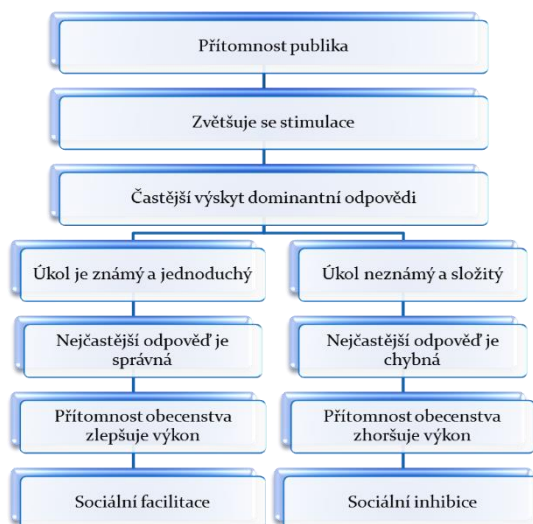 Přítomnost publika
Zvětšuje se stimulace
Častější výskyt dominantní odpovědi
Úkol je známý a jednoduchý
Úkol neznámý a složitý
Nejčastější odpověď je
správná
Nejčastější odpověď je
chybná
Přítomnost obecenstva
zlepšuje výkon
Přítomnost obecenstva
zhoršuje výkon
Sociální facilitace
Sociální inhibice